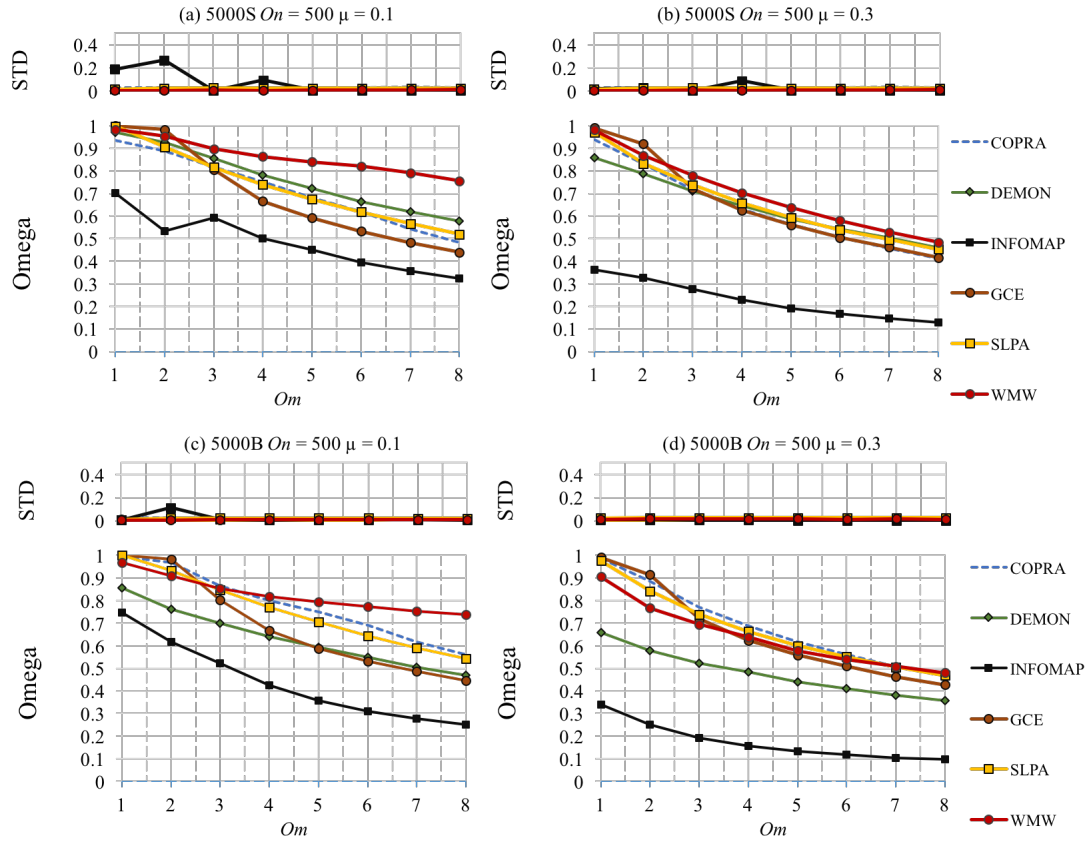 (a) 5000S On = 500 μ = 0.1
(b) 5000S On = 500 μ = 0.3
STD
0.4
0.2
0
STD
0.4
0.2
0
Omega
1
0.9
0.8
0.7
0.6
0.5
0.4
0.3
0.2
0.1
0
1 2 3 4 5 6 7 8
Om
Omega
1
0.9
0.8
0.7
0.6
0.5
0.4
0.3
0.2
0.1
0
1 2 3 4 5 6 7 8
Om
COPRA
DEMON
INFOMAP
GCE
SLPA
WMW
(c) 5000B On = 500 μ = 0.1
(d) 5000B On = 500 μ = 0.3
STD
0.4
0.2
0
STD
0.4
0.2
0
Omega
1
0.9
0.8
0.7
0.6
0.5
0.4
0.3
0.2
0.1
0
1 2 3 4 5 6 7 8
Om
Omega
1
0.9
0.8
0.7
0.6
0.5
0.4
0.3
0.2
0.1
0
1 2 3 4 5 6 7 8
Om
COPRA
DEMON
INFOMAP
GCE
SLPA
WMW